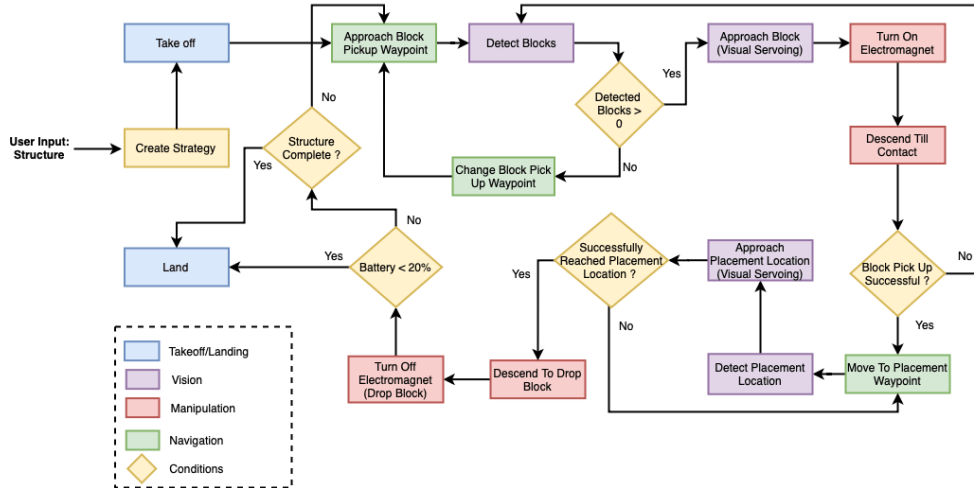 Take off
Approach Block
Pickup Waypoint
Detect Blocks
Approach Block
(Visual Servoing)
Turn On
Electromagnet
No
Yes
Detected
Blocks >
0
User Input:
Structure
Create Strategy
Structure
Complete ?
Yes
Descend Till
Contact
No
Change Block Pick
Up Waypoint
No
Land
Yes
Battery < 20%
Successfully
Reached Placement
Location ?
Yes
No
Approach
Placement Location
(Visual Servoing)
Block Pick Up
Successful ?
No
Yes
Turn Off
Electromagnet
(Drop Block)
Descend To Drop
Block
Detect Placement
Location
Move To Placement
Waypoint
Takeoff/Landing
Vision
Manipulation
Navigation
Conditions